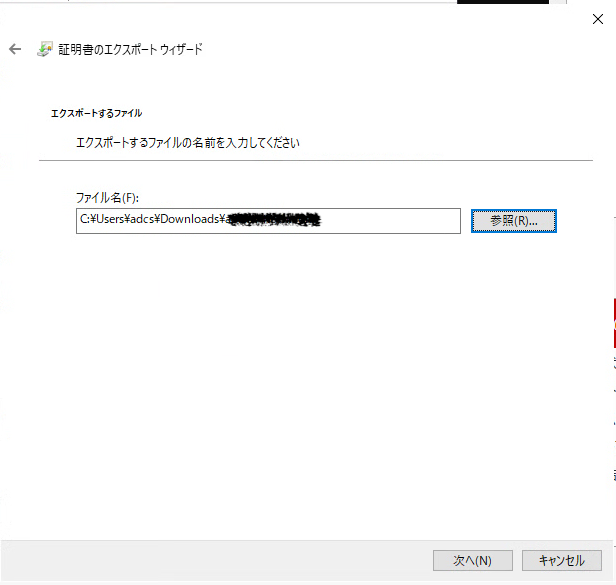 証明書のエクスポート ウィザード
エクスポートするファイル
エクスポートするファイルの名前を入力してください
ファイル名(F):
C:¥Users¥adcs¥Downloads¥
参照(R)...
次へ(N)
キャンセル